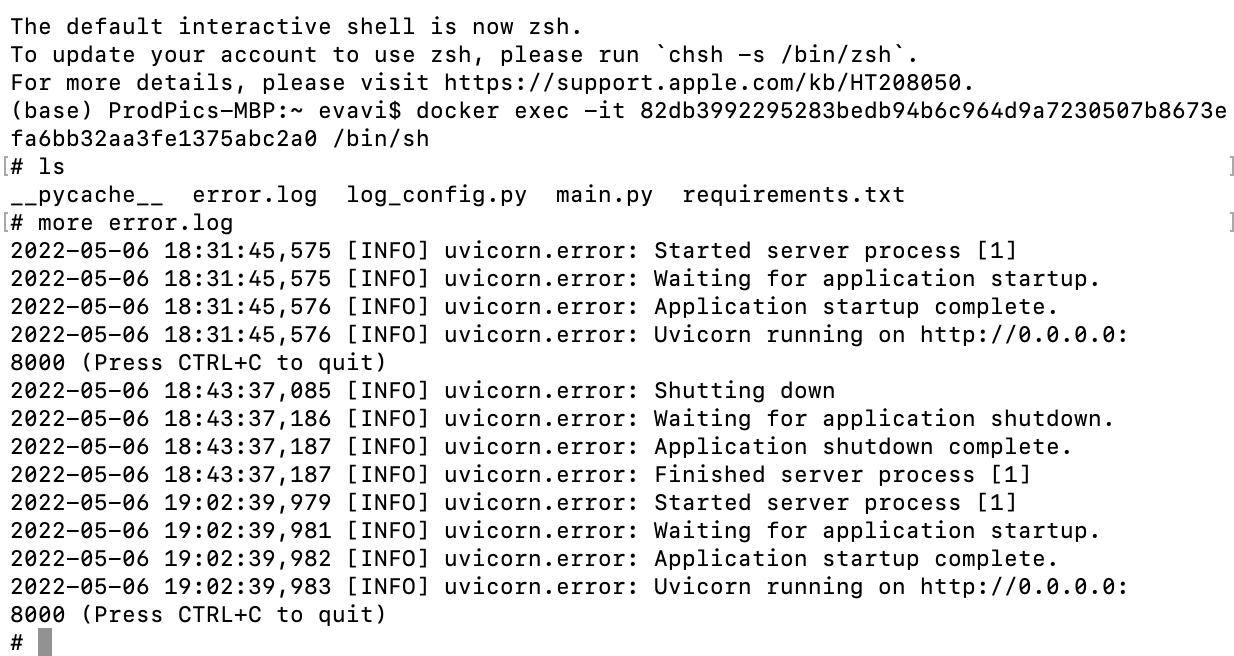 The default interactive shell is now zsh.
To update your account to use zsh, please run `chsh -s /bin/zsh`.
For more details, please visit https://support.apple.com/kb/HT208050.
(base) ProdPics-MBP:~ evavi$ docker exec -it 82db3992295283bedb94b6c964d9a7230507b8673e
fa6bb32aa3fe1375abc2a0 /bin/sh
[# ls ]
__pycache__  error.log  log_config.py  main.py  requirements.txt
[# more error.log ]
2022-05-06 18:31:45,575 [INFO] uvicorn.error: Started server process [1]
2022-05-06 18:31:45,575 [INFO] uvicorn.error: Waiting for application startup.
2022-05-06 18:31:45,576 [INFO] uvicorn.error: Application startup complete.
2022-05-06 18:31:45,576 [INFO] uvicorn.error: Uvicorn running on http://0.0.0.0:
8000 (Press CTRL+C to quit)
2022-05-06 18:43:37,085 [INFO] uvicorn.error: Shutting down
2022-05-06 18:43:37,186 [INFO] uvicorn.error: Waiting for application shutdown.
2022-05-06 18:43:37,187 [INFO] uvicorn.error: Application shutdown complete.
2022-05-06 18:43:37,187 [INFO] uvicorn.error: Finished server process [1]
2022-05-06 19:02:39,979 [INFO] uvicorn.error: Started server process [1]
2022-05-06 19:02:39,981 [INFO] uvicorn.error: Waiting for application startup.
2022-05-06 19:02:39,982 [INFO] uvicorn.error: Application startup complete.
2022-05-06 19:02:39,983 [INFO] uvicorn.error: Uvicorn running on http://0.0.0.0:
8000 (Press CTRL+C to quit)
#